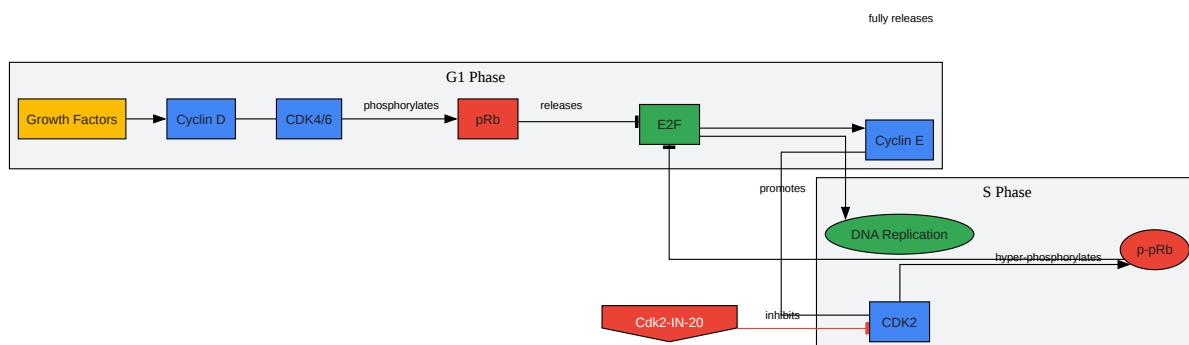 fully releases
G1 Phase
Growth Factors
Cyclin D
CDK4/6
phosphorylates
pRb
releases
E2F
Cyclin E
promotes
S Phase
DNA Replication
hyper-phosphorylates
p-pRb
Cdk2-IN-20
inhibits
CDK2